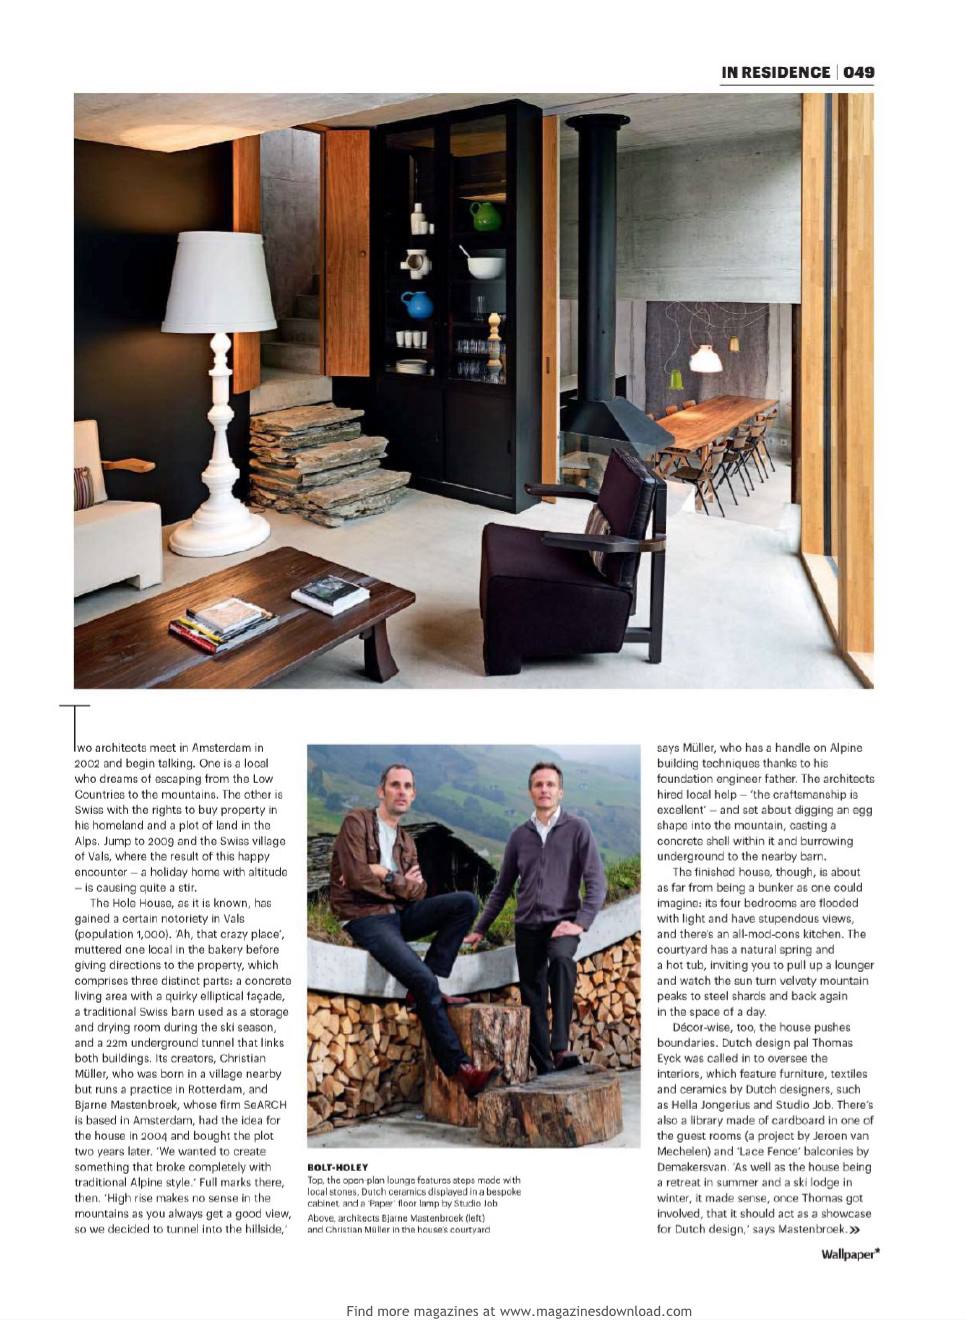 IN RESIDENCE | 049
Two architects meet in Amsterdam in
2002 and begin talking. One is a local
who dreams of escaping from the Low
Countries to the mountains. The other is
Swiss with the rights to buy property in
his homeland and a plot of land in the
Alps. Jump to 2009 and the Swiss village
of Vals, where the result of this happy
encounter – a holiday home with altitude
– is causing quite a stir.
The Hole House, as it is known, has
gained a certain notoriety in Vals
(population 1,000). 'Ah, that crazy place',
muttered one local in the bakery before
giving directions to the property, which
comprises three distinct parts: a concrete
living area with a quirky elliptical façade,
a traditional Swiss barn used as a storage
and drying room during the ski season,
and a 22m underground tunnel that links
both buildings. Its creators, Christian
Müller, who was born in a village nearby
but runs a practice in Rotterdam, and
Bjarne Mastenbroek, whose firm SeARCH
is based in Amsterdam, had the idea for
the house in 2004 and bought the plot
two years later. 'We wanted to create
something that broke completely with
traditional Alpine style.' Full marks there,
then. 'High rise makes no sense in the
mountains as you always get a good view,
so we decided to tunnel into the hillside,'
BOLT-HOLEY
Top, the open-plan lounge features steps made with
local stones, Dutch ceramics displayed in a bespoke
cabinet, and a 'Paper' floor lamp by Studio Job
Above, architects Bjarne Mastenbroek (left)
and Christian Müller in the house's courtyard
says Müller, who has a handle on Alpine
building techniques thanks to his
foundation engineer father. The architects
hired local help – 'the craftsmanship is
excellent' – and set about digging an egg
shape into the mountain, casting a
concrete shell within it and burrowing
underground to the nearby barn.
The finished house, though, is about
as far from being a bunker as one could
imagine: its four bedrooms are flooded
with light and have stupendous views,
and there's an all-mod-cons kitchen. The
courtyard has a natural spring and
a hot tub, inviting you to pull up a lounger
and watch the sun turn velvety mountain
peaks to steel shards and back again
in the space of a day.
Décor-wise, too, the house pushes
boundaries. Dutch design pal Thomas
Eyck was called in to oversee the
interiors, which feature furniture, textiles
and ceramics by Dutch designers, such
as Hella Jongerius and Studio Job. There's
also a library made of cardboard in one of
the guest rooms (a project by Jeroen van
Mechelen) and 'Lace Fence' balconies by
Demakersvan. 'As well as the house being
a retreat in summer and a ski lodge in
winter, it made sense, once Thomas got
involved, that it should act as a showcase
for Dutch design,' says Mastenbroek. »
Wallpaper*
Find more magazines at www.magazinesdownload.com